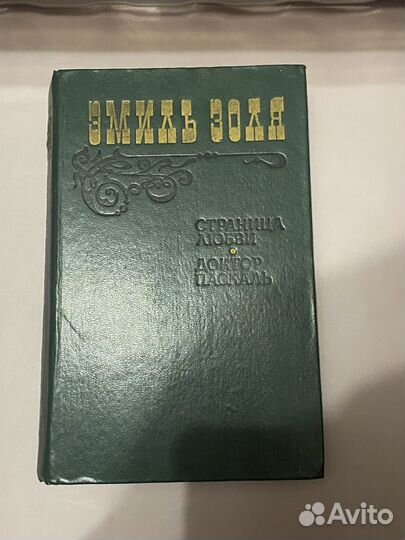 ЭМИЛЬ ЗОЛЯ
СТРАНИЦА
ЛЮБВИ
ДОКТОР
ПАСКАЛЬ
Avito